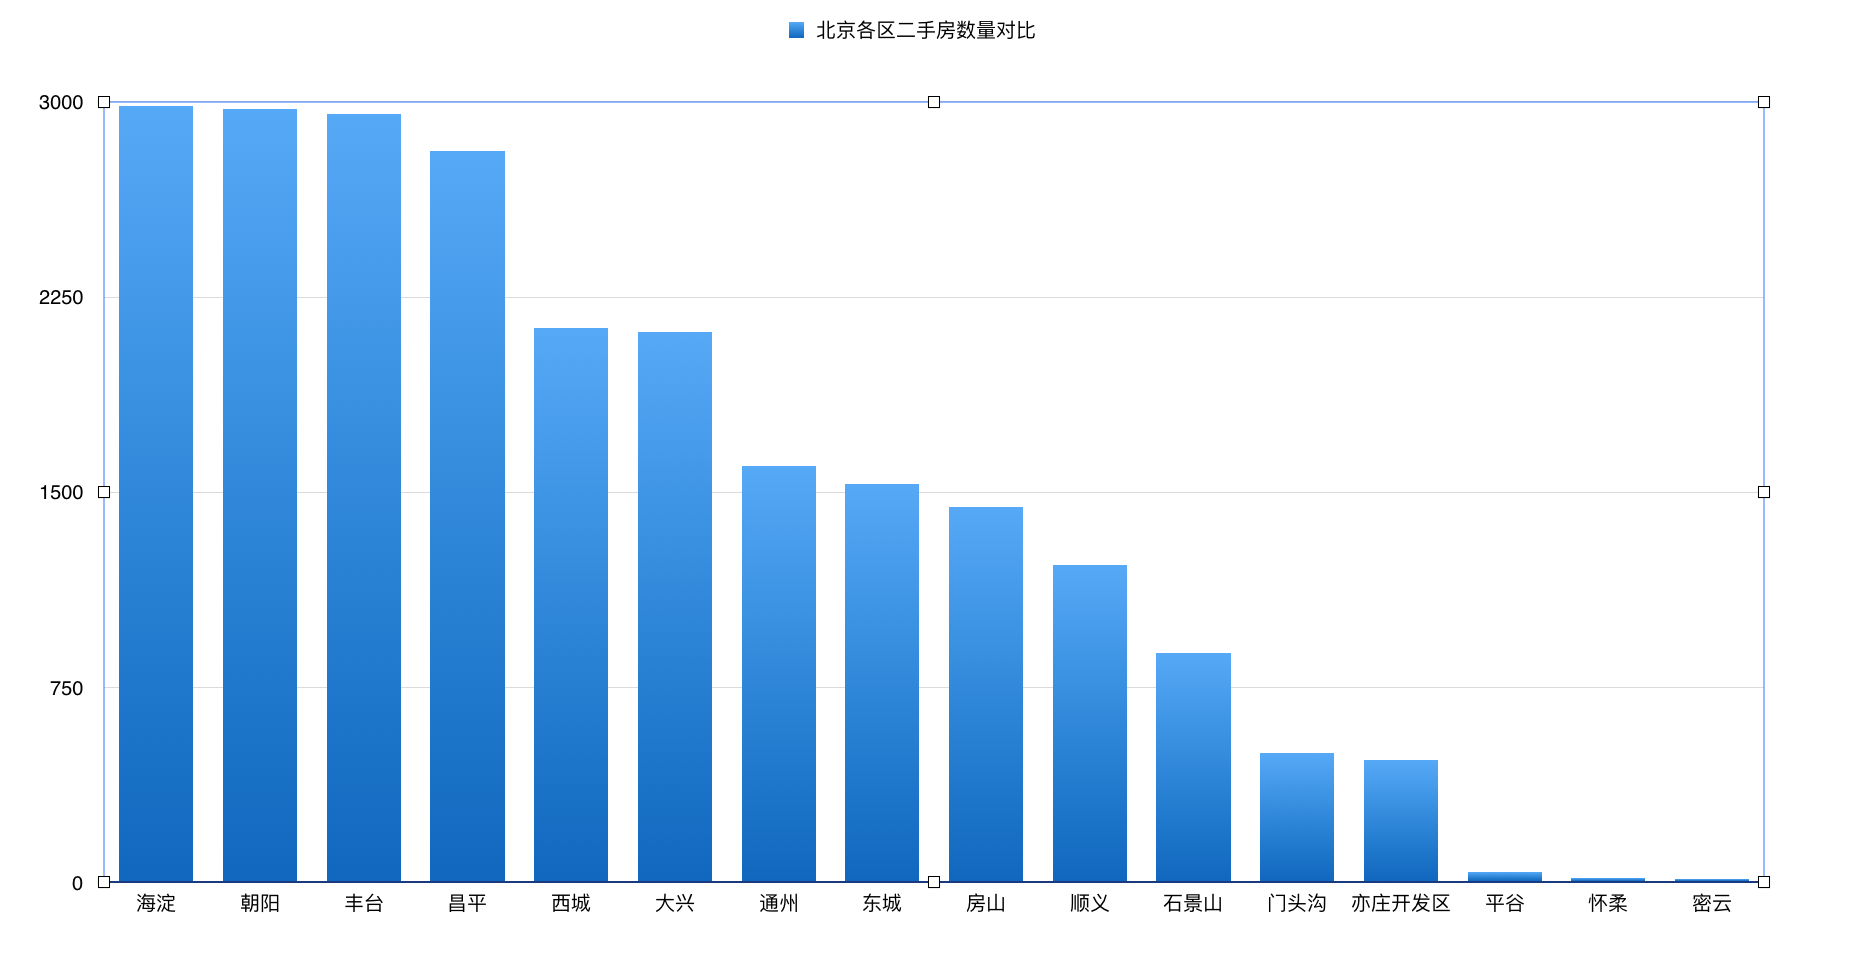 北京各区二手房数量对比
3000
2250
1500
750
0
海淀 朝阳 丰台 昌平 西城 大兴 通州 东城 房山 顺义 石景山 门头沟 亦庄开发区 平谷 怀柔 密云